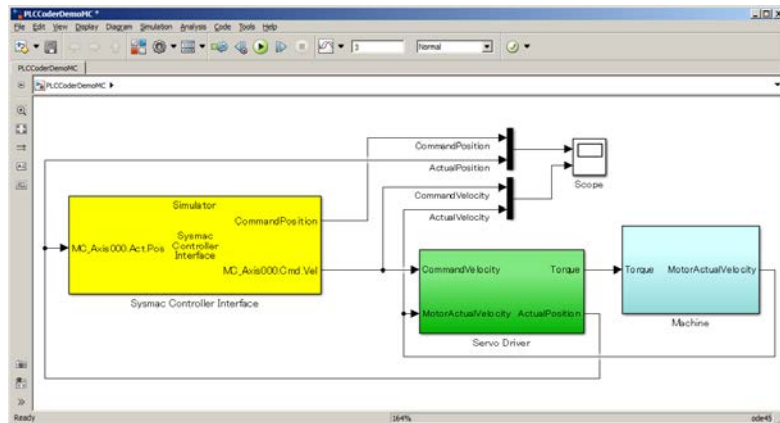 PLCCoderDemoMC *
File Edit View Display Diagram Simulation Analysis Code Tools Help
3
Normal
PLCCoderDemoMC
PLCCoderDemoMC
CommandPosition
ActualPosition
CommandVelocity
ActualVelocity
Scope
Simulator
CommandPosition
Sysmac
Controller
Interface
MC_Axis000.Act.Pos
MC_Axis000.Cmd.Vel
Sysmac Controller Interface
CommandVelocity
Torque
MotorActualVelocity
ActualPosition
Servo Driver
Torque
MotorActualVelocity
Machine
Ready
164%
ode45